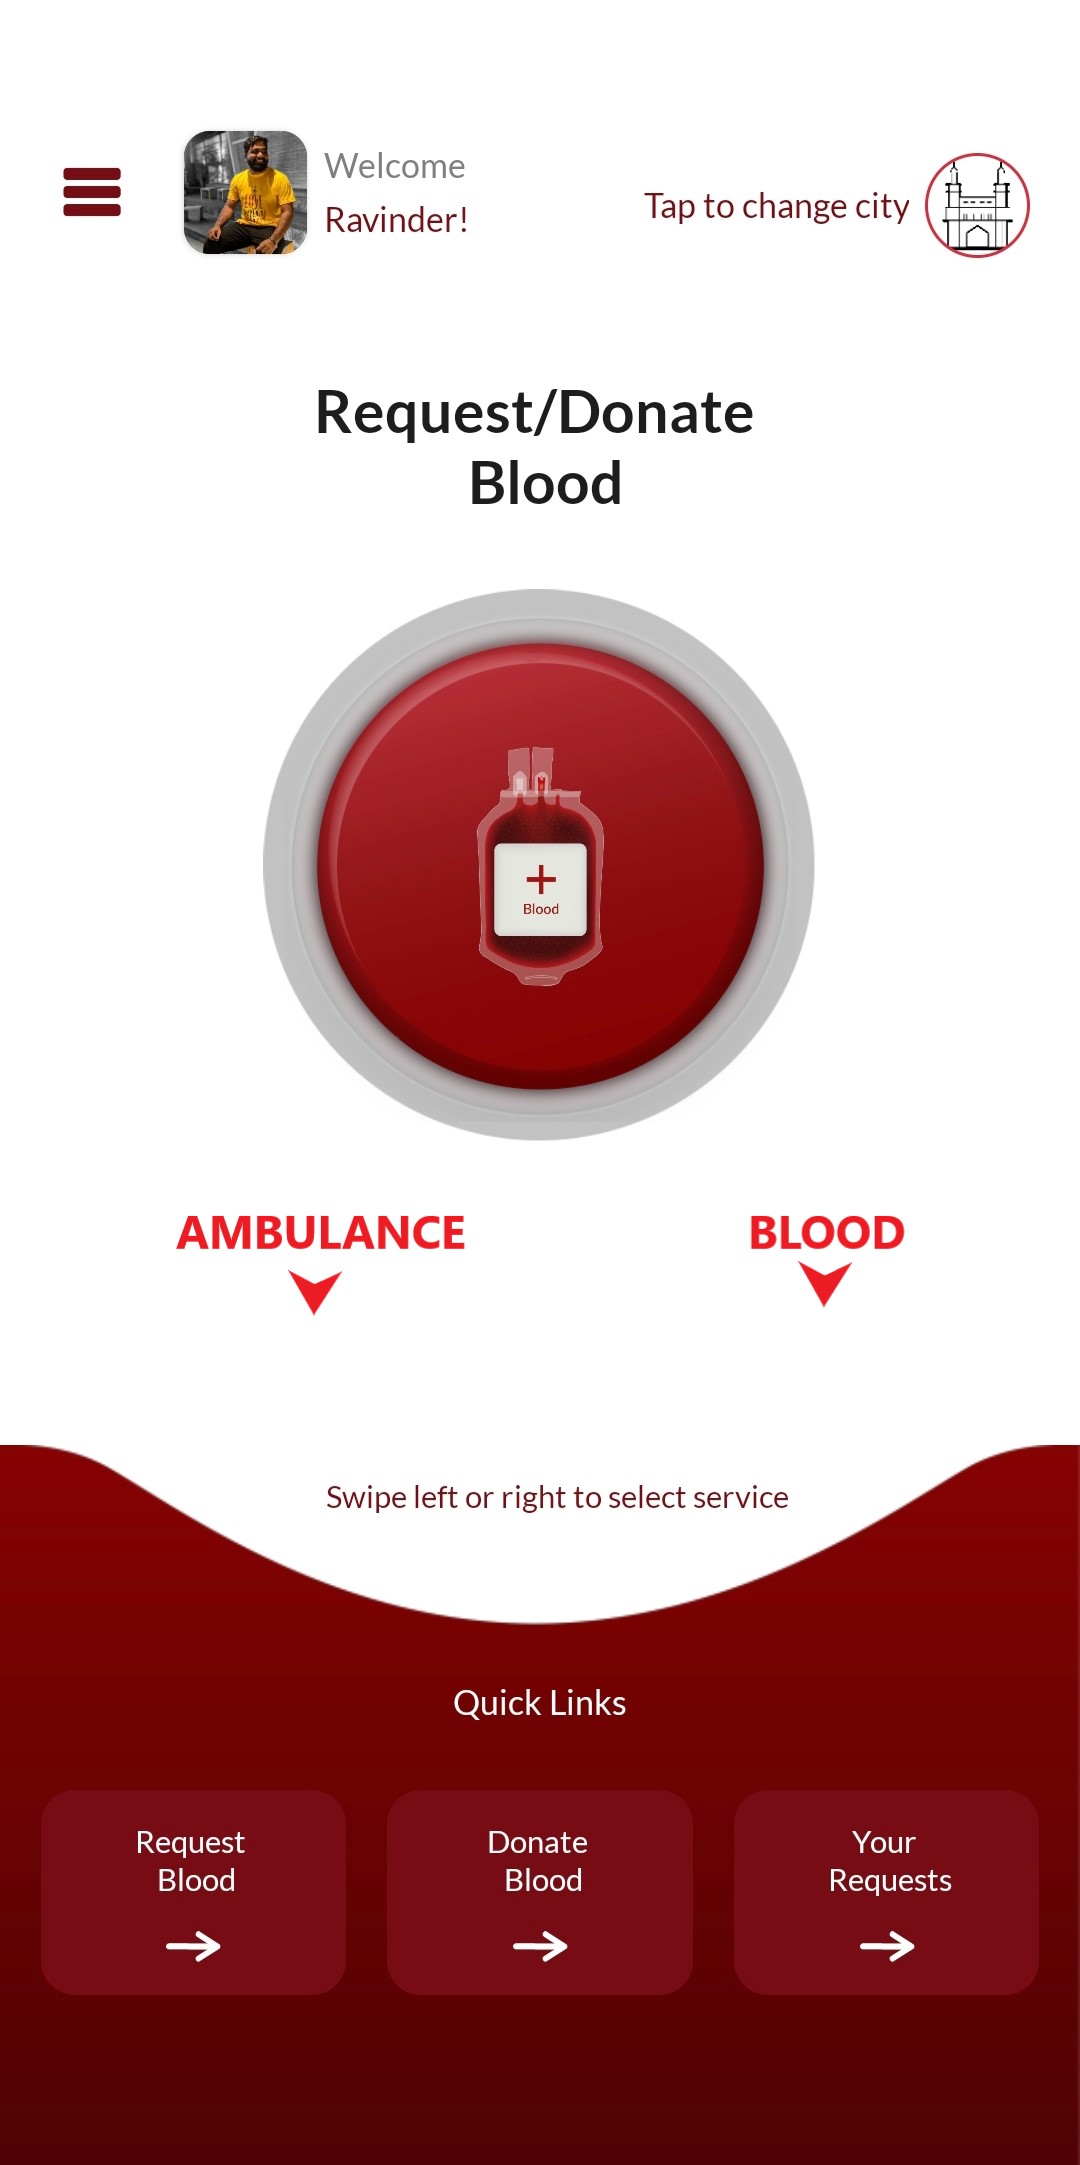 Welcome
Ravinder!
Tap to change city
Request/Donate
Blood
Blood
AMBULANCE
BLOOD
Swipe left or right to select service
Quick Links
Request
Blood
Donate
Blood
Your
Requests